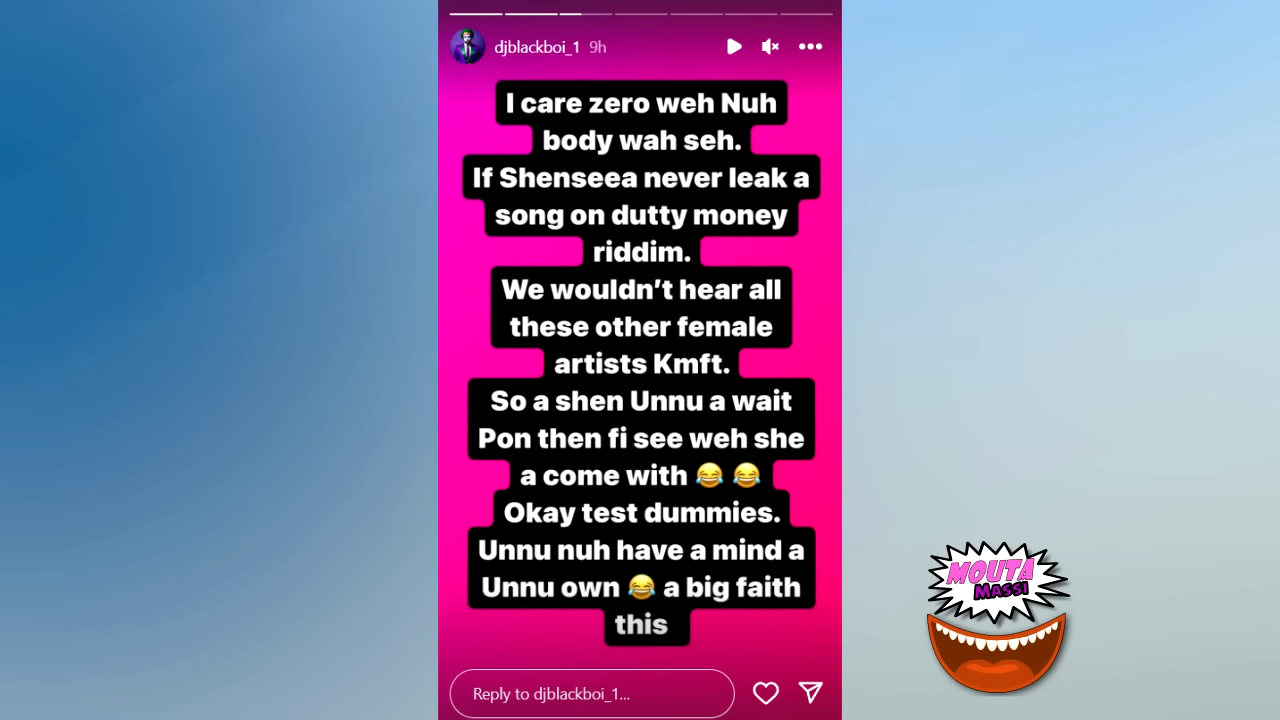 djblackboi_1 9h
I care zero weh Nuh
body wah seh.
If Shenseea never leak a
song on dutty money
riddim.
We wouldn't hear all
these other female
artists Kmft.
So a shen Unnu a wait
Pon then fi see weh she
a come with 😂 😂
Okay test dummies.
Unnu nuh have a mind a
Unnu own 😂 a big faith
this
Reply to djblackboi_1...
MOUTA
MASSI